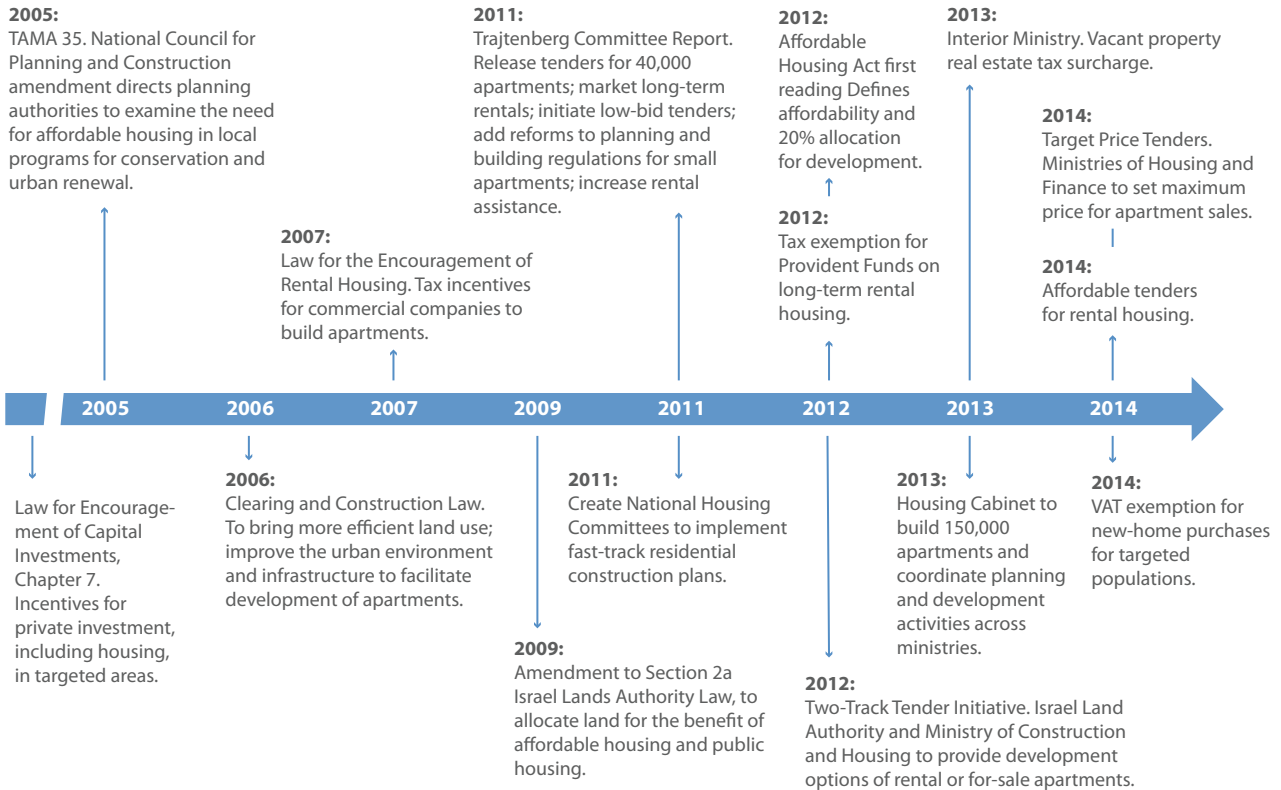 2005:
TAMA 35. National Council for
Planning and Construction
amendment directs planning
authorities to examine the need
for affordable housing in local
programs for conservation and
urban renewal.
2007:
Law for the Encouragement of
Rental Housing. Tax incentives
for commercial companies to
build apartments.
2011:
Trajtenberg Committee Report.
Release tenders for 40,000
apartments; market long-term
rentals; initiate low-bid tenders;
add reforms to planning and
building regulations for small
apartments; increase rental
assistance.
2012:
Affordable
Housing Act first
reading Defines
affordability and
20% allocation
for development.
2012:
Tax exemption for
Provident Funds on
long-term rental
housing.
2013:
Interior Ministry. Vacant property
real estate tax surcharge.
2014:
Target Price Tenders.
Ministries of Housing and
Finance to set maximum
price for apartment sales.
2014:
Affordable tenders
for rental housing.
2005 2006 2007 2009 2011 2012 2013 2014
Law for Encourage-
ment of Capital
Investments,
Chapter 7.
Incentives for
private investment,
including housing,
in targeted areas.
2006:
Clearing and Construction Law.
To bring more efficient land use;
improve the urban environment
and infrastructure to facilitate
development of apartments.
2009:
Amendment to Section 2a
Israel Lands Authority Law, to
allocate land for the benefit of
affordable housing and public
housing.
2011:
Create National Housing
Committees to implement
fast-track residential
construction plans.
2012:
Two-Track Tender Initiative. Israel Land
Authority and Ministry of Construction
and Housing to provide development
options of rental or for-sale apartments.
2013:
Housing Cabinet to
build 150,000
apartments and
coordinate planning
and development
activities across
ministries.
2014:
VAT exemption for
new-home purchases
for targeted
populations.